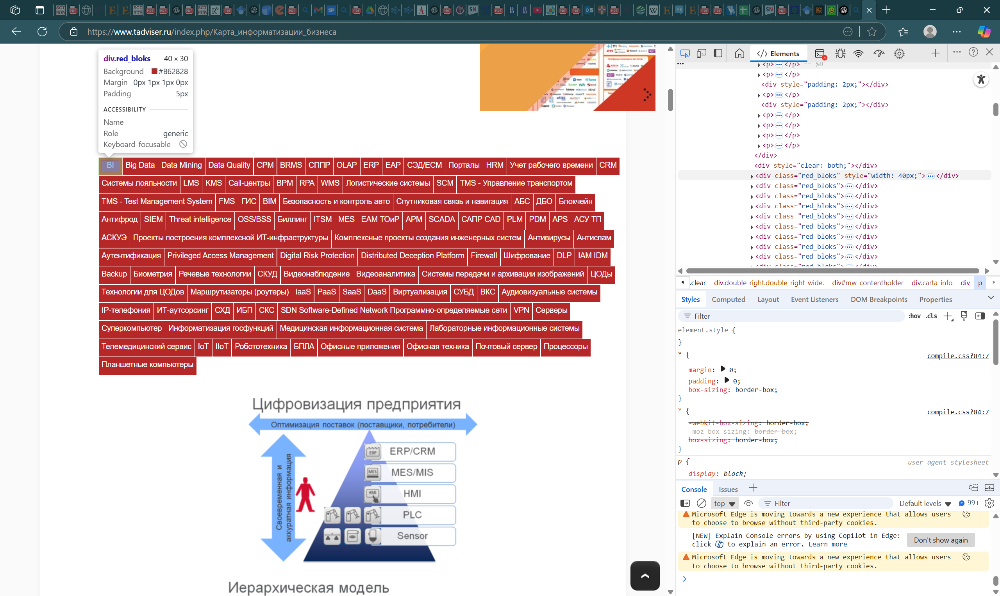 https://www.tadviser.ru/index.php/Карта_информатизации_бизнеса
div.red_bloks 40 × 30
Background #B62828
Margin 0px 1px 1px 0px
Padding 5px
ACCESSIBILITY
Name
Role generic
Keyboard-focusable
BI Big Data Data Mining Data Quality CPM BRMS СППР OLAP ERP EAP СЭД/ECM Порталы HRM Учет рабочего времени CRM
Системы лояльности LMS KMS Call-центры BPM RPA WMS Логистические системы SCM TMS - Управление транспортом
TMS - Test Management System FMS ГИС BIM Безопасность и контроль авто Спутниковая связь и навигация АБС ДБО Блокчейн
Антифрод SIEM Threat intelligence OSS/BSS Биллинг ITSM MES EAM ТОиР APM SCADA САПР CAD PLM PDM APS АСУ ТП
АСКУЭ Проекты построения комплексной ИТ-инфраструктуры Комплексные проекты создания инженерных систем Антивирусы Антиспам
Аутентификация Privileged Access Management Digital Risk Protection Distributed Deception Platform Firewall Шифрование DLP IAM IDM
Backup Биометрия Речевые технологии СКУД Видеонаблюдение Видеоаналитика Системы передачи и архивации изображений ЦОДы
Технологии для ЦОДов Маршрутизаторы (роутеры) IaaS PaaS SaaS DaaS Виртуализация СУБД ВКС Аудиовизуальные системы
IP-телефония ИТ-аутсорсинг СХД ИБП СКС SDN Software-Defined Network Программно-определяемые сети VPN Серверы
Суперкомпьютер Информатизация госфункций Медицинская информационная система Лабораторные информационные системы
Телемедицинский сервис IoT IIoT Робототехника БПЛА Офисные приложения Офисная техника Почтовый сервер Процессоры
Планшетные компьютеры
Цифровизация предприятия
Оптимизация поставок (поставщики, потребители)
Своевременная и
аккуратная информация
ERP ERP/CRM
MES MES/MIS
HMI HMI
PLC
Sensor
Иерархическая модель
Elements
<p> ••• </p> == $0
<p> ••• </p>
<div style="padding: 2px;"></div>
<p> ••• </p>
<div style="padding: 2px;"></div>
<p> ••• </p>
<p> ••• </p>
<p> ••• </p>
<p> ••• </p>
</div>
<div style="clear: both;"></div>
<div class="red_bloks" style="width: 40px;"> ••• </div>
<div class="red_bloks"> ••• </div>
<div class="red_bloks"> ••• </div>
<div class="red_bloks"> ••• </div>
<div class="red_bloks"> ••• </div>
<div class="red_bloks"> ••• </div>
<div class="red_bloks"> ••• </div>
<div class="red_bloks"> ••• </div>
<div class="red_bloks"> ••• </div>
.clear div.double_right.double_right_wide. div#mw_contentholder div.carta_info div p
Styles Computed Layout Event Listeners DOM Breakpoints Properties
Filter :hov .cls
element.style {
}
* { compile.css?84:7
margin: 0;
padding: 0;
box-sizing: border-box;
}
* { compile.css?84:7
-webkit-box-sizing: border-box;
-moz-box-sizing: border-box;
box-sizing: border-box;
}
p { user agent stylesheet
display: block;
Console Issues
top Filter Default levels 99+
Microsoft Edge is moving towards a new experience that allows users
to choose to browse without third-party cookies.
[NEW] Explain Console errors by using Copilot in Edge:
click to explain an error. Learn more
Don't show again
Microsoft Edge is moving towards a new experience that allows users
to choose to browse without third-party cookies.